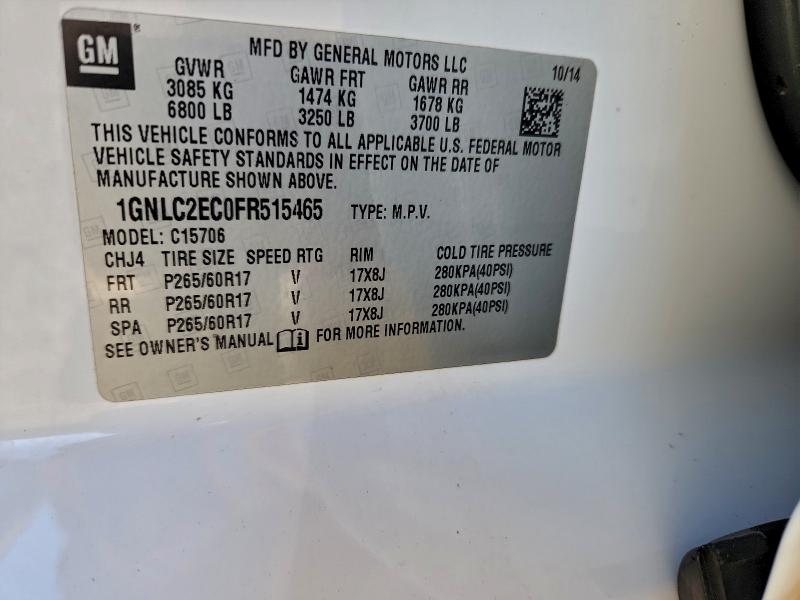 GM
MFD BY GENERAL MOTORS LLC
10/14
GVWR GAWR FRT GAWR RR
3085 KG 1474 KG 1678 KG
6800 LB 3250 LB 3700 LB
THIS VEHICLE CONFORMS TO ALL APPLICABLE U.S. FEDERAL MOTOR
VEHICLE SAFETY STANDARDS IN EFFECT ON THE DATE OF
MANUFACTURE SHOWN ABOVE.
1GNLC2EC0FR515465 TYPE: M.P.V.
MODEL: C15706
CHJ4 TIRE SIZE SPEED RTG RIM COLD TIRE PRESSURE
FRT P265/60R17 V 17X8J 280KPA(40PSI)
RR P265/60R17 V 17X8J 280KPA(40PSI)
SPA P265/60R17 V 17X8J 280KPA(40PSI)
SEE OWNER'S MANUAL i FOR MORE INFORMATION.